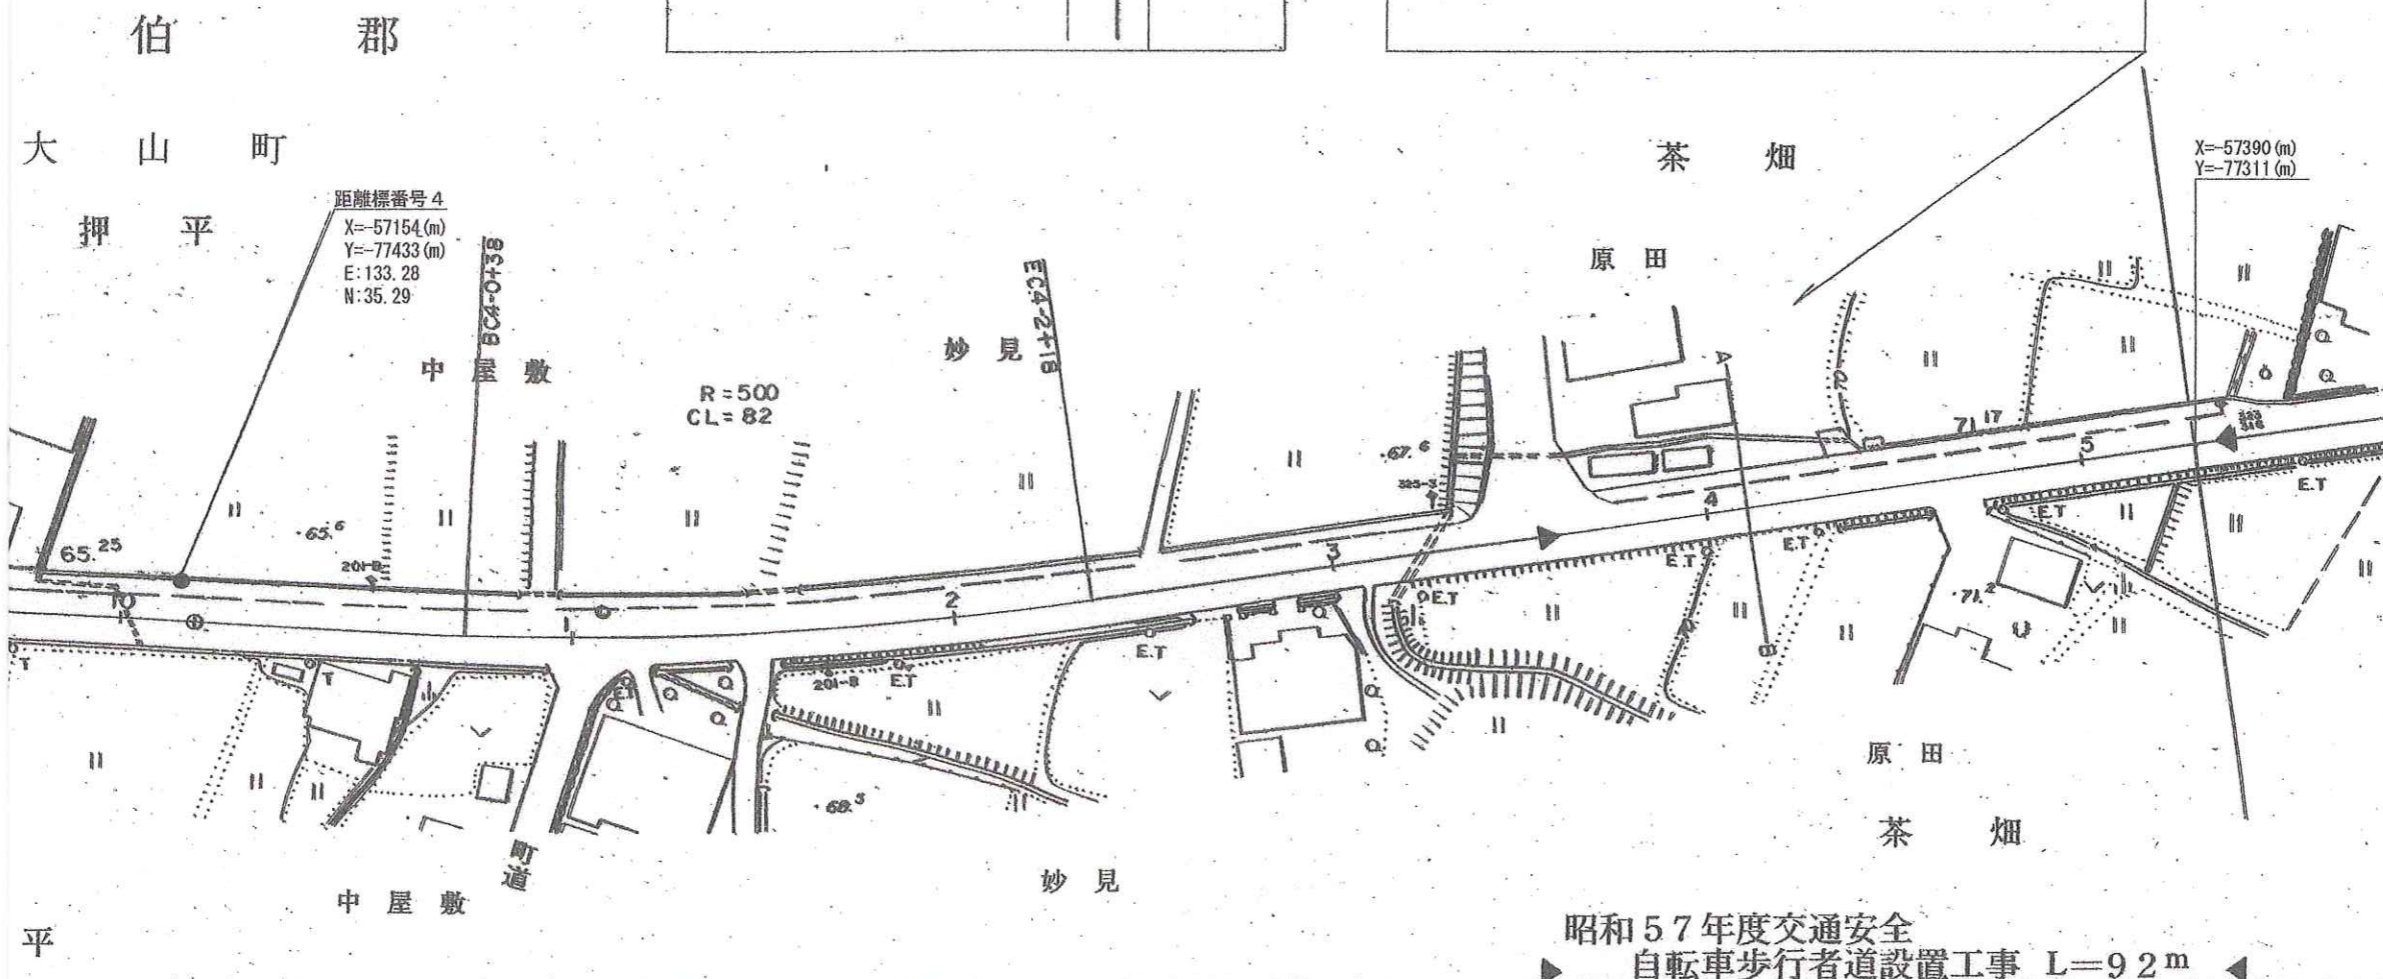 伯 郡
大 山 町
押 平
距離標番号4
X=-57154(m)
Y=-77433(m)
E:133.28
N:35.29
BC4-0+38
中 屋 敷
R=500
CL=82
妙 見
EC4-2+18
茶 畑
原 田
X=-57390(m)
Y=-77311(m)
A
65.25
65.6
201-B
67.6
325-3
71.17
5
4
3
2
1
0
T
T
E.T
E.T
201-B
E.T
E.T
E.T
E.T
E.T
E.T
B
71.2
68.5
町道
原 田
茶 畑
中 屋 敷
妙 見
平
昭和57年度交通安全
自転車歩行者道設置工事 L=92m